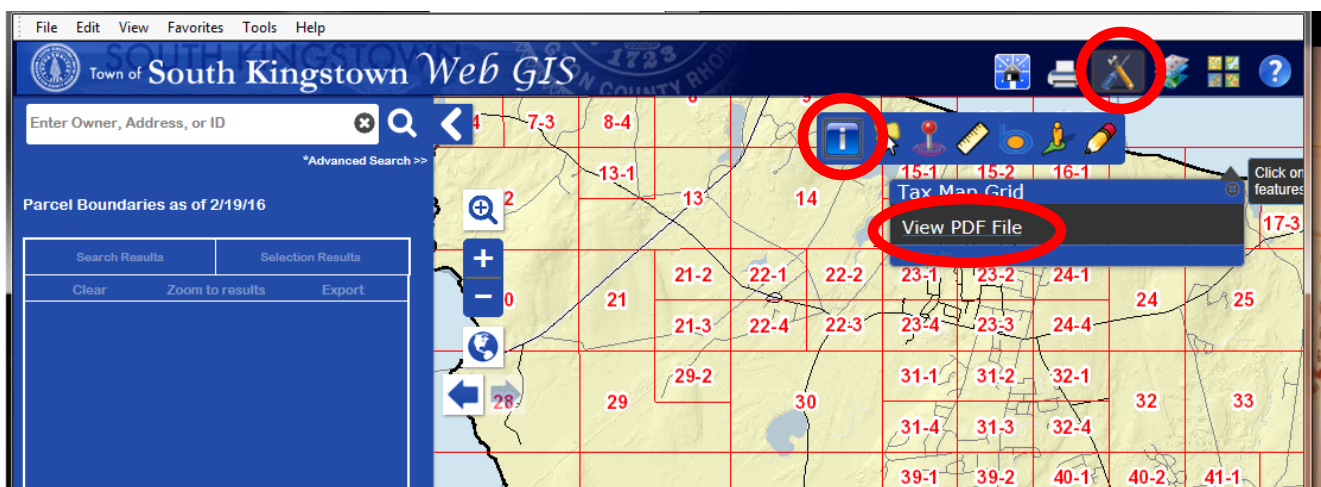 File Edit View Favorites Tools Help
SOUTH KINGSTOWN
1723
COUNTY
Town of South Kingstown Web GIS
Enter Owner, Address, or ID
*Advanced Search >>
Parcel Boundaries as of 2/19/16
Search Results Selection Results
Clear Zoom to results Export
7-3 8-4
13-1 15-1 15-2 16-1
Click on
features
2 13 14
Tax Map Grid
View PDF File
17-3
21-2 22-1 22-2 23-1 23-2 24-1
21 24 25
21-3 22-4 22-3 23-4 23-3 24-4
29-2 31-1 31-2 32-1
28 29 30 32 33
31-4 31-3 32-4
39-1 39-2 40-1 40-2 41-1